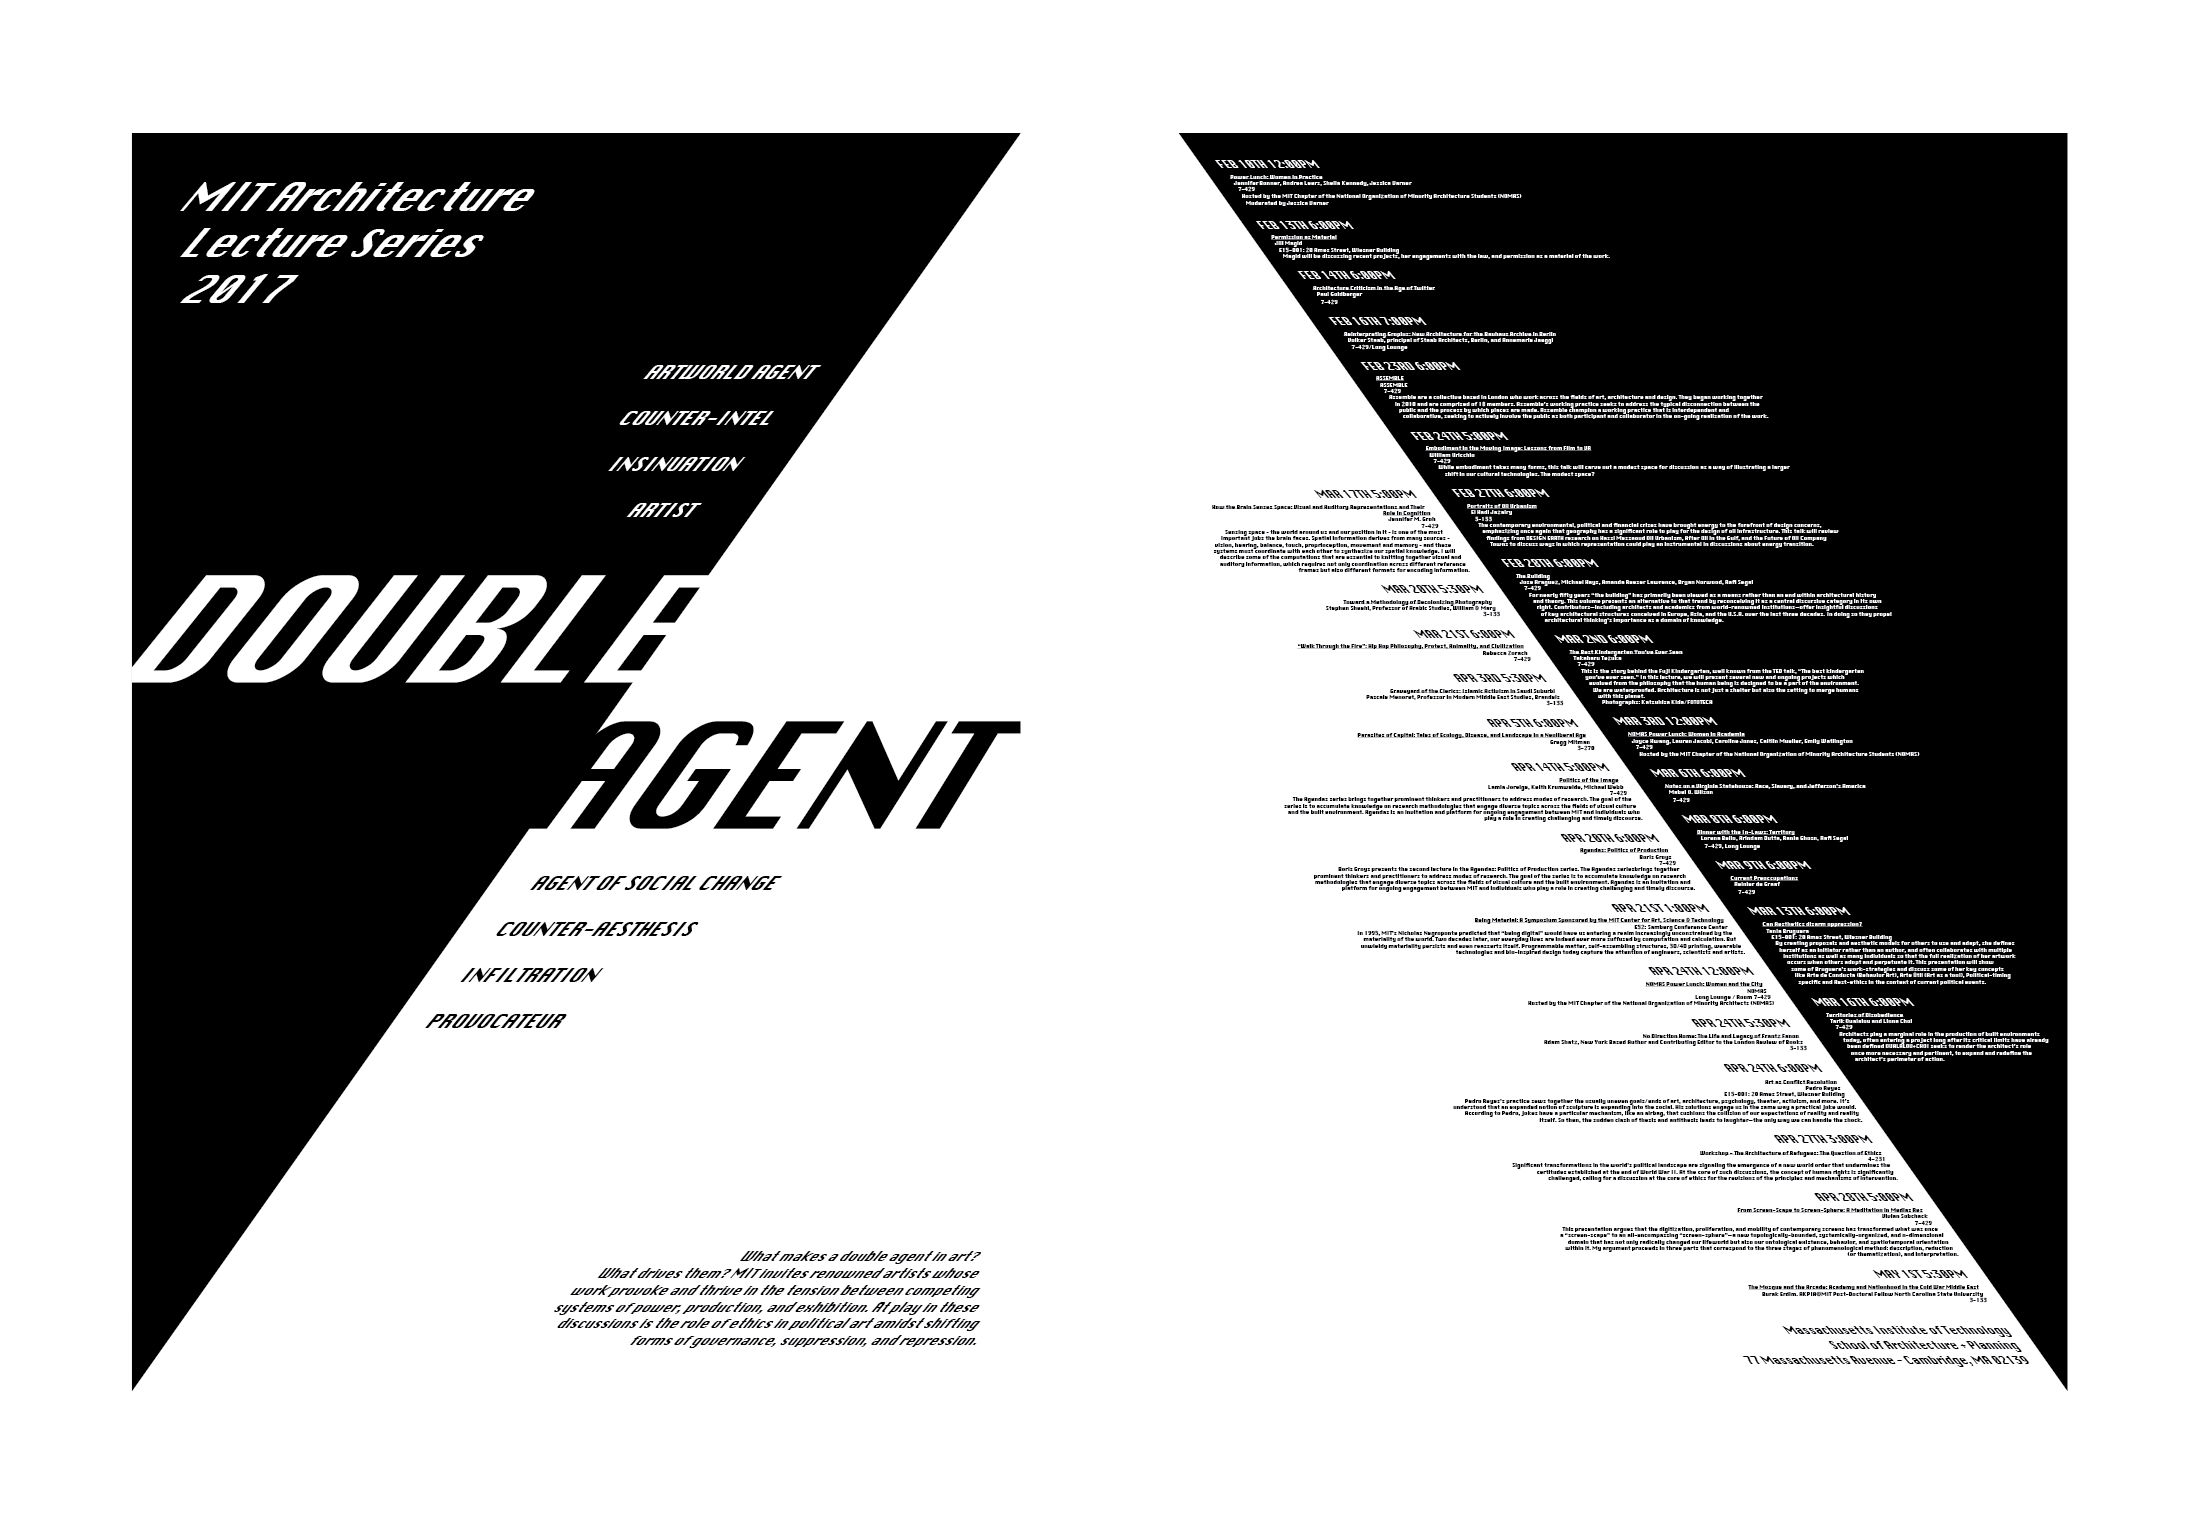 MIT Architecture
Lecture Series
2017
ARTWORLD AGENT
COUNTER-INTEL
INSINUATION
ARTIST
DOUBLE
AGENT
AGENT OF SOCIAL CHANGE
COUNTER-AESTHESIS
INFILTRATION
PROVOCATEUR
What makes a double agent in art?
What drives them? MIT invites renowned artists whose
work provoke and thrive in the tension between competing
systems of power, production, and exhibition. At play in these
discussions is the role of ethics in political art amidst shifting
forms of governance, suppression, and repression.
FEB 10TH 12:00PM
Power Lunch: Women in Practice
Jennifer Bonner, Andrea Leers, Sheila Kennedy, Jessica Varner
7-429
Hosted by the MIT Chapter of the National Organization of Minority Architecture Students (NOMAS)
Moderated by Jessica Varner
FEB 13TH 6:00PM
Permission as Material
Jill Magid
E15-001: 20 Ames Street, Wiesner Building
Magid will be discussing recent projects, her engagements with the law, and permission as a material of the work.
FEB 14TH 6:00PM
Architecture Criticism in the Age of Twitter
Paul Goldberger
7-429
FEB 16TH 7:00PM
Reinterpreting Gropius: New Architecture for the Bauhaus Archive in Berlin
Volker Staab, principal of Staab Architects, Berlin, and Annemarie Jaeggi
7-429/Long Lounge
FEB 23RD 6:00PM
ASSEMBLE
ASSEMBLE
7-429
Assemble are a collective based in London who work across the fields of art, architecture and design. They began working together
in 2010 and are comprised of 18 members. Assemble's working practice seeks to address the typical disconnection between the
public and the process by which places are made. Assemble champion a working practice that is interdependent and
collaborative, seeking to actively involve the public as both participant and collaborator in the on-going realization of the work.
FEB 24TH 5:00PM
Embodiment in the Moving Image: Lessons from Film to VR
William Uricchio
7-429
While embodiment takes many forms, this talk will carve out a modest space for discussion as a way of illustrating a larger
shift in our cultural technologies. The modest space?
FEB 27TH 6:00PM
Portraits of Oil Urbanism
El Hadi Jazairy
3-133
The contemporary environmental, political and financial crises have brought energy to the forefront of design concerns,
emphasizing once again that geography has a significant role to play for the design of oil infrastructure. This talk will review
findings from DESIGN EARTH research on Hassi Messaoud Oil Urbanism, After Oil in the Gulf, and the Future of Oil Company
Towns to discuss ways in which representation could play an instrumental in discussions about energy transition.
FEB 28TH 6:00PM
The Building
Jose Araguez, Michael Hays, Amanda Reeser Lawrence, Bryan Norwood, Rafi Segal
7-429
For nearly fifty years "the building" has primarily been viewed as a means rather than an end within architectural history
and theory. This volume presents an alternative to that trend by reconceiving it as a central discursive category in its own
right. Contributors—including architects and academics from world-renowned institutions—offer insightful discussions
of key architectural structures conceived in Europe, Asia, and the U.S.A. over the last three decades. In doing so they propel
architectural thinking's importance as a domain of knowledge.
MAR 2ND 6:00PM
The Best Kindergarten You've Ever Seen
Takaharu Tezuka
7-429
This is the story behind the Fuji Kindergarten, well known from the TED talk, "The best kindergarten
you've ever seen." In this lecture, we will present several new and ongoing projects which
evolved from the philosophy that the human being is designed to be a part of the environment.
We are waterproofed. Architecture is not just a shelter but also the setting to merge humans
with this planet.
Photographs: Katsuhisa Kida/FOTOTECA
MAR 3RD 12:00PM
NOMAS Power Lunch: Women in Academia
Joyce Hwang, Lauren Jacobi, Caroline Jones, Caitlin Mueller, Emily Watlington
7-429
Hosted by the MIT Chapter of the National Organization of Minority Architecture Students (NOMAS)
MAR 6TH 6:00PM
Notes on a Virginia Statehouse: Race, Slavery, and Jefferson's America
Mabel O. Wilson
7-429
MAR 8TH 6:00PM
Dinner with the In-Laws: Territory
Lorena Bello, Arindam Dutta, Rania Ghosn, Rafi Segal
7-429, Long Lounge
MAR 9TH 6:00PM
Current Preoccupations
Reinier de Graaf
7-429
MAR 13TH 6:00PM
Can Aesthetics disarm oppression?
Tania Bruguera
E15-001: 20 Ames Street, Wiesner Building
By creating proposals and aesthetic models for others to use and adapt, she defines
herself as an initiator rather than an author, and often collaborates with multiple
institutions as well as many individuals so that the full realization of her artwork
occurs when others adopt and perpetuate it. This presentation will show
some of Bruguera's work-strategies and discuss some of her key concepts
like Arte de Conducta (Behavior Art), Arte Útil (Art as a tool), Political-timing
specific and Aest-ethics in the context of current political events.
MAR 16TH 6:00PM
Territories of Disobedience
Tarik Oualalou and Linna Choi
7-429
Architects play a marginal role in the production of built environments
today, often entering a project long after its critical limits have already
been defined OUALALOU+CHOI seeks to render the architect's role
once more necessary and pertinent, to expand and redefine the
architect's perimeter of action.
MAR 17TH 5:00PM
How the Brain Senses Space: Visual and Auditory Representations and Their
Role in Cognition
Jennifer M. Groh
7-429
Sensing space - the world around us and our position in it - is one of the most
important jobs the brain faces. Spatial information derives from many sources -
vision, hearing, balance, touch, proprioception, movement and memory - and these
systems must coordinate with each other to synthesize our spatial knowledge. I will
describe some of the computations that are essential to knitting together visual and
auditory information, which requires not only coordination across different reference
frames but also different formats for encoding information.
MAR 20TH 5:30PM
Toward a Methodology of Decolonizing Photography
Stephen Sheehi, Professor of Arabic Studies, William & Mary
3-133
MAR 21ST 6:00PM
"Walk Through the Fire": Hip Hop Philosophy, Protest, Animality, and Civilization
Rebecca Zorach
7-429
APR 3RD 5:30PM
Graveyard of the Clerics: Islamic Activism in Saudi Suburbi
Pascale Menoret, Professor in Modern Middle East Studies, Brandeis
3-133
APR 5TH 6:00PM
Parasites of Capital: Tales of Ecology, Disease, and Landscape in a Neoliberal Age
Gregg Mitman
3-270
APR 14TH 5:00PM
Politics of the Image
Lamia Joreige, Keith Krumwiede, Michael Webb
7-429
The Agendas series brings together prominent thinkers and practitioners to address modes of research. The goal of the
series is to accumulate knowledge on research methodologies that engage diverse topics across the fields of visual culture
and the built environment. Agendas is an invitation and platform for ongoing engagement between MIT and individuals who
play a role in creating challenging and timely discourse.
APR 20TH 6:00PM
Agendas: Politics of Production
Boris Groys
7-429
Boris Groys presents the second lecture in the Agendas: Politics of Production series. The Agendas seriesbrings together
prominent thinkers and practitioners to address modes of research. The goal of the series is to accumulate knowledge on research
methodologies that engage diverse topics across the fields of visual culture and the built environment. Agendas is an invitation and
platform for ongoing engagement between MIT and individuals who play a role in creating challenging and timely discourse.
APR 21ST 1:00PM
Being Material: A Symposium Sponsored by the MIT Center for Art, Science & Technology
E52: Samberg Conference Center
In 1995, MIT's Nicholas Negroponte predicted that "being digital" would have us entering a realm increasingly unconstrained by the
materiality of the world. Two decades later, our everyday lives are indeed ever more suffused by computation and calculation. But
unwieldy materiality persists and even reasserts itself. Programmable matter, self-assembling structures, 3D/4D printing, wearable
technologies and bio-inspired design today capture the attention of engineers, scientists and artists.
APR 24TH 12:00PM
NOMAS Power Lunch: Women and the City
NOMAS
Long Lounge / Room 7-429
Hosted by the MIT Chapter of the National Organization of Minority Architects (NOMAS)
APR 24TH 5:30PM
No Direction Home: The Life and Legacy of Frantz Fanon
Adam Shatz, New York Based Author and Contributing Editor to the London Review of Books
3-133
APR 24TH 6:00PM
Art as Conflict Resolution
Pedro Reyes
E15-001: 20 Ames Street, Wiesner Building
Pedro Reyes's practice sews together the usually uneven goals/ends of art, architecture, psychology, theater, activism, and more. It's
understood that an expanded notion of sculpture is expanding into the social. His solutions engage us in the same way a practical joke would.
According to Pedro, jokes have a particular mechanism, like an airbag, that cushions the collision of our expectations of reality and reality
itself. So then, the sudden clash of thesis and antithesis leads to laughter—the only way we can handle the shock.
APR 27TH 3:00PM
Workshop - The Architecture of Refugees: The Question of Ethics
4-231
Significant transformations in the world's political landscape are signaling the emergence of a new world order that undermines the
certitudes established at the end of World War II. At the core of such discussions, the concept of human rights is significantly
challenged, calling for a discussion at the core of ethics for the revisions of the principles and mechanisms of intervention.
APR 28TH 5:00PM
From Screen-Scape to Screen-Sphere: A Meditation in Medias Res
Vivian Sobchack
7-429
This presentation argues that the digitization, proliferation, and mobility of contemporary screens has transformed what was once
a "screen-scape" to an all-encompassing "screen-sphere"—a new topologically-bounded, systemically-organized, and n-dimensional
domain that has not only radically changed our lifeworld but also our ontological existence, behavior, and spatiotemporal orientation
within it. My argument proceeds in three parts that correspond to the three stages of phenomenological method: description, reduction
(or thematization), and interpretation.
MAY 1ST 5:30PM
The Mosque and the Arcade: Academy and Nationhood in the Cold War Middle East
Burak Erdim. AKPIA@MIT Post-Doctoral Fellow North Carolina State University
3-133
Massachusetts Institute of Technology
School of Architecture + Planning
77 Massachusetts Avenue - Cambridge, MA 02139